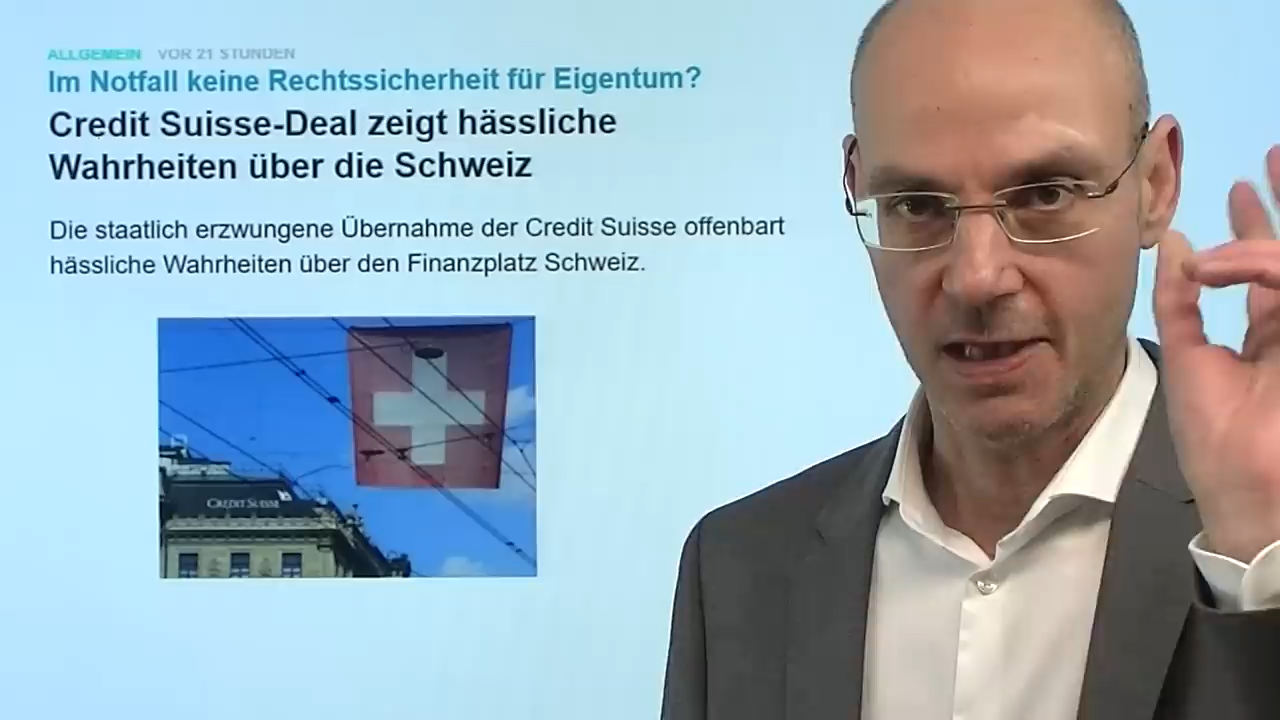 ALLGEMEIN VOR 21 STUNDEN
Im Notfall keine Rechtssicherheit für Eigentum?
Credit Suisse-Deal zeigt hässliche
Wahrheiten über die Schweiz
Die staatlich erzwungene Übernahme der Credit Suisse offenbart
hässliche Wahrheiten über den Finanzplatz Schweiz.
CREDIT SUISSE